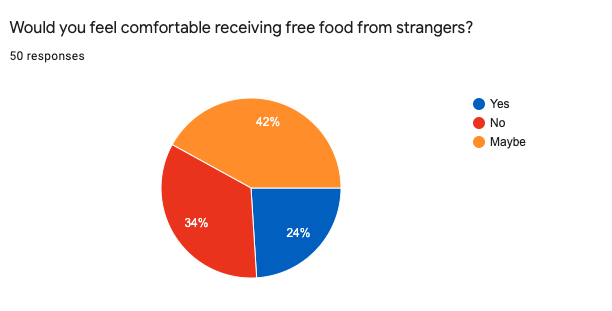 Would you feel comfortable receiving free food from strangers?
50 responses
Yes
No
Maybe
42%
34%
24%